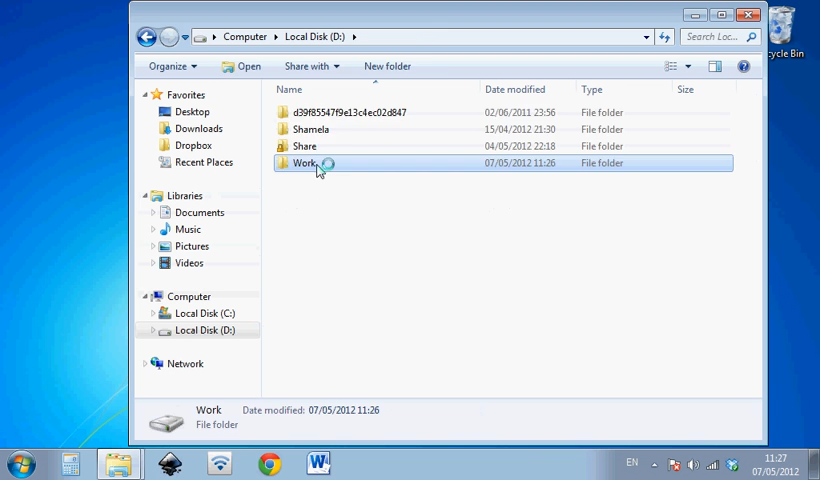 Computer Local Disk (D:) Search Loc...
Organize Open Share with New folder
Name Date modified Type Size
Favorites
Desktop
Downloads
Dropbox
Recent Places
Libraries
Documents
Music
Pictures
Videos
Computer
Local Disk (C:)
Local Disk (D:)
Network
d39f85547f9e13c4ec02d847 02/06/2011 23:56 File folder
Shamela 15/04/2012 21:30 File folder
Share 04/05/2012 22:18 File folder
Work 07/05/2012 11:26 File folder
Work Date modified: 07/05/2012 11:26
File folder
cycle Bin
EN
11:27
07/05/2012